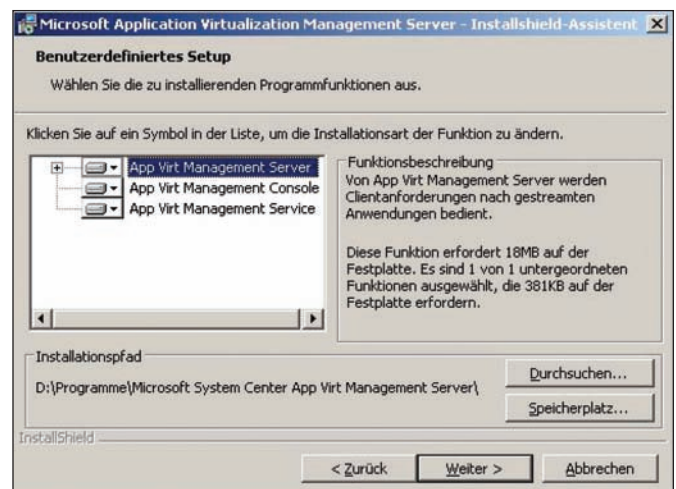 Microsoft Application Virtualization Management Server - Installshield-Assistent
Benutzerdefiniertes Setup
Wählen Sie die zu installierenden Programmfunktionen aus.
Klicken Sie auf ein Symbol in der Liste, um die Installationsart der Funktion zu ändern.
App Virt Management Server
App Virt Management Console
App Virt Management Service
Funktionsbeschreibung
Von App Virt Management Server werden
Clientanforderungen nach gestreamten
Anwendungen bedient.
Diese Funktion erfordert 18MB auf der
Festplatte. Es sind 1 von 1 untergeordneten
Funktionen ausgewählt, die 381KB auf der
Festplatte erfordern.
Installationspfad
D:\Programme\Microsoft System Center App Virt Management Server\
Durchsuchen...
Speicherplatz...
InstallShield
< Zurück
Weiter >
Abbrechen